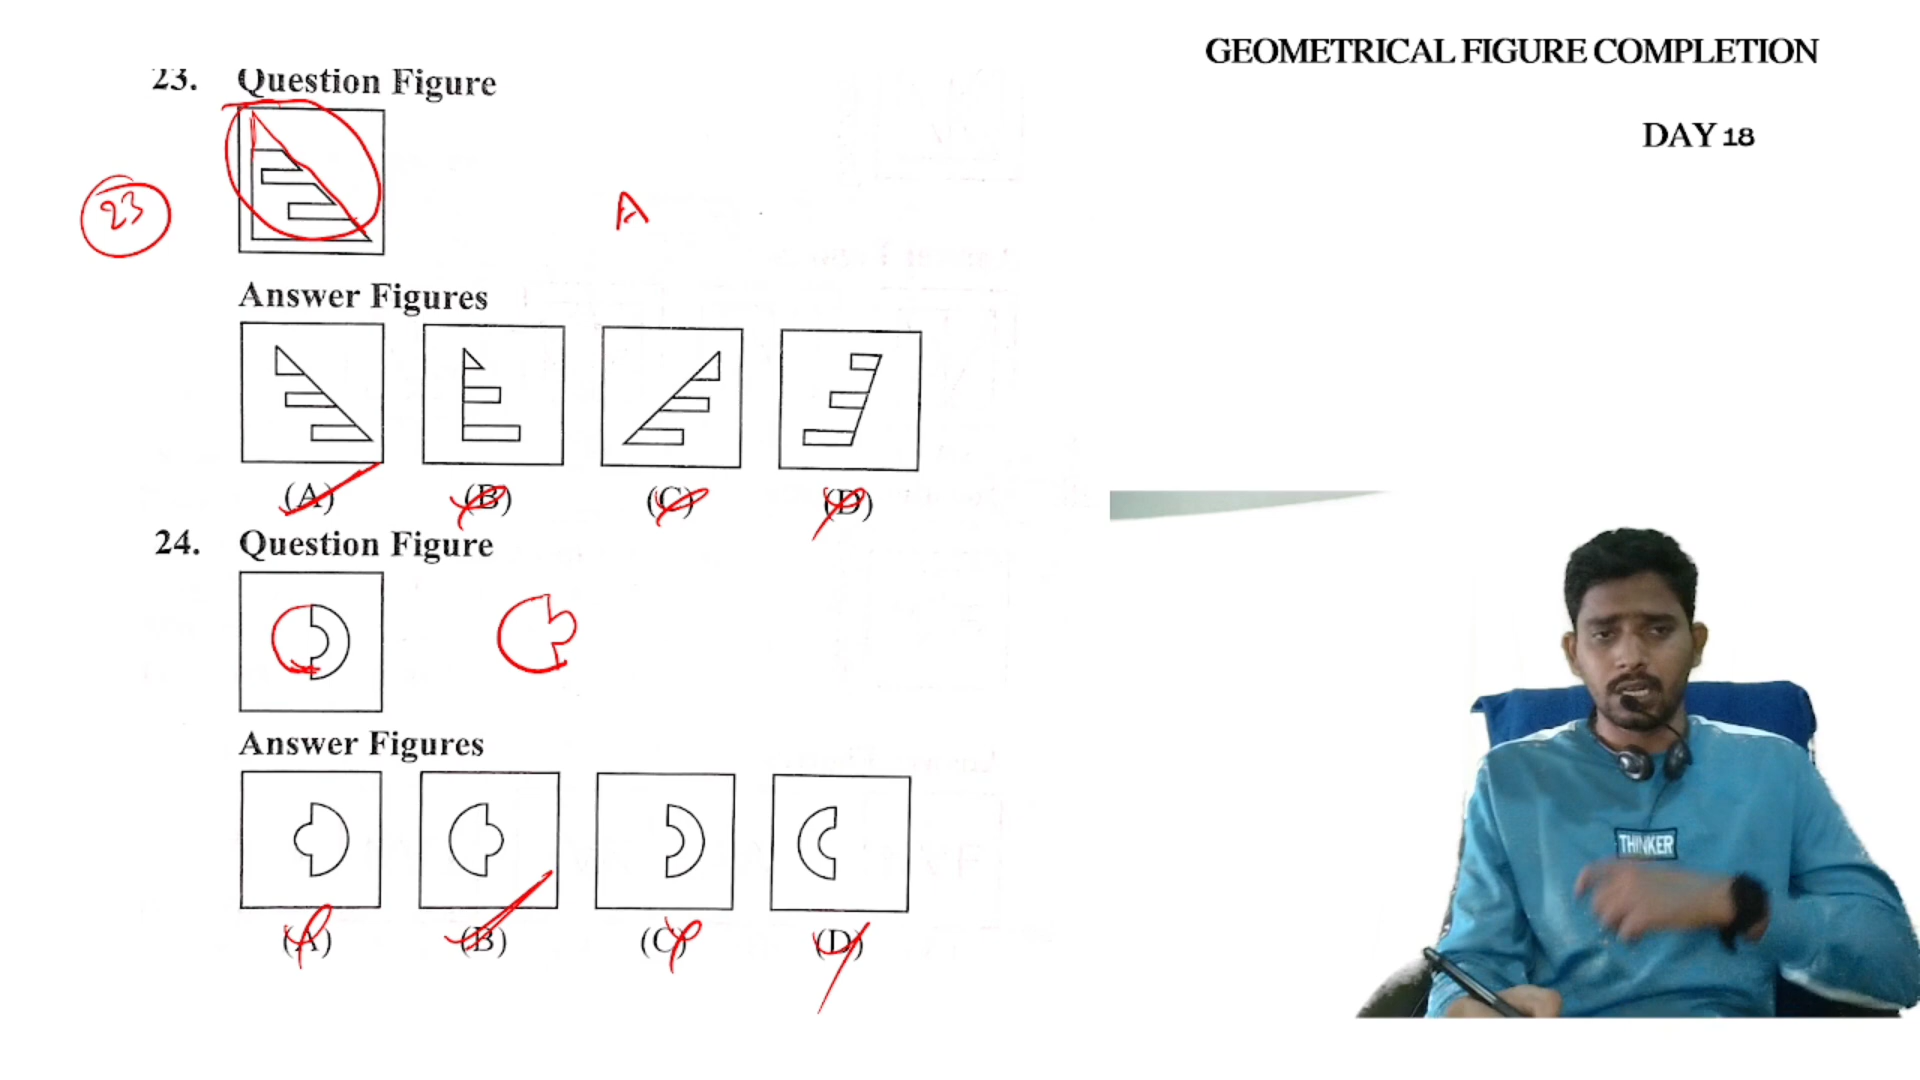 GEOMETRICAL FIGURE COMPLETION
DAY 18
23. Question Figure
23
A
Answer Figures
(A) (B) (C) (D)
24. Question Figure
Answer Figures
(A) (B) (C) (D)
THINKER